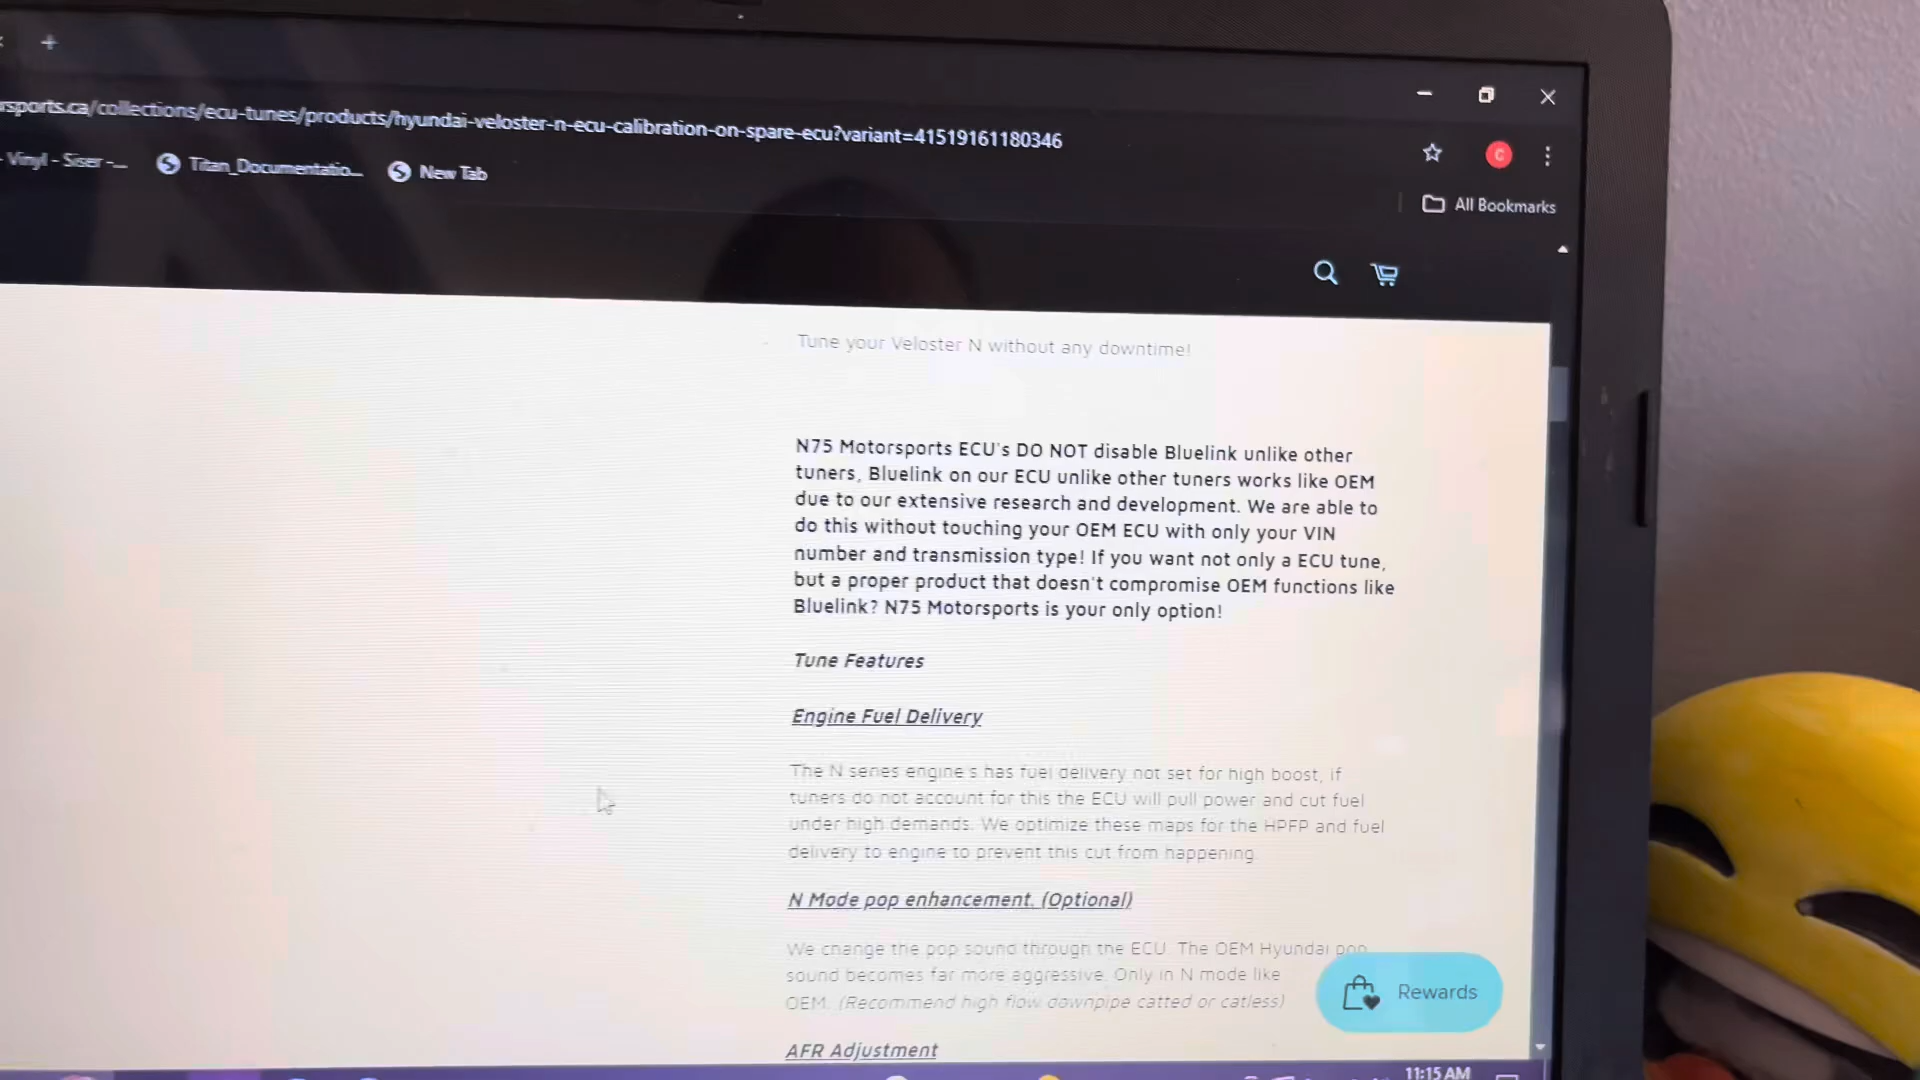 rsports.ca/collections/ecu-tunes/products/hyundai-veloster-n-ecu-calibration-on-spare-ecu?variant=41519161180346
Vinyl - Siser -...
Titan_Documentatio...
New Tab
C
All Bookmarks
Tune your Veloster N without any downtime!
N75 Motorsports ECU's DO NOT disable Bluelink unlike other
tuners, Bluelink on our ECU unlike other tuners works like OEM
due to our extensive research and development. We are able to
do this without touching your OEM ECU with only your VIN
number and transmission type! If you want not only a ECU tune,
but a proper product that doesn't compromise OEM functions like
Bluelink? N75 Motorsports is your only option!
Tune Features
Engine Fuel Delivery
The N series engine's has fuel delivery not set for high boost, if
tuners do not account for this the ECU will pull power and cut fuel
under high demands. We optimize these maps for the HPFP and fuel
delivery to engine to prevent this cut from happening.
N Mode pop enhancement. (Optional)
We change the pop sound through the ECU. The OEM Hyundai pop
sound becomes far more aggressive. Only in N mode like
OEM. (Recommend high flow downpipe catted or catless)
Rewards
AFR Adjustment
11:15 AM